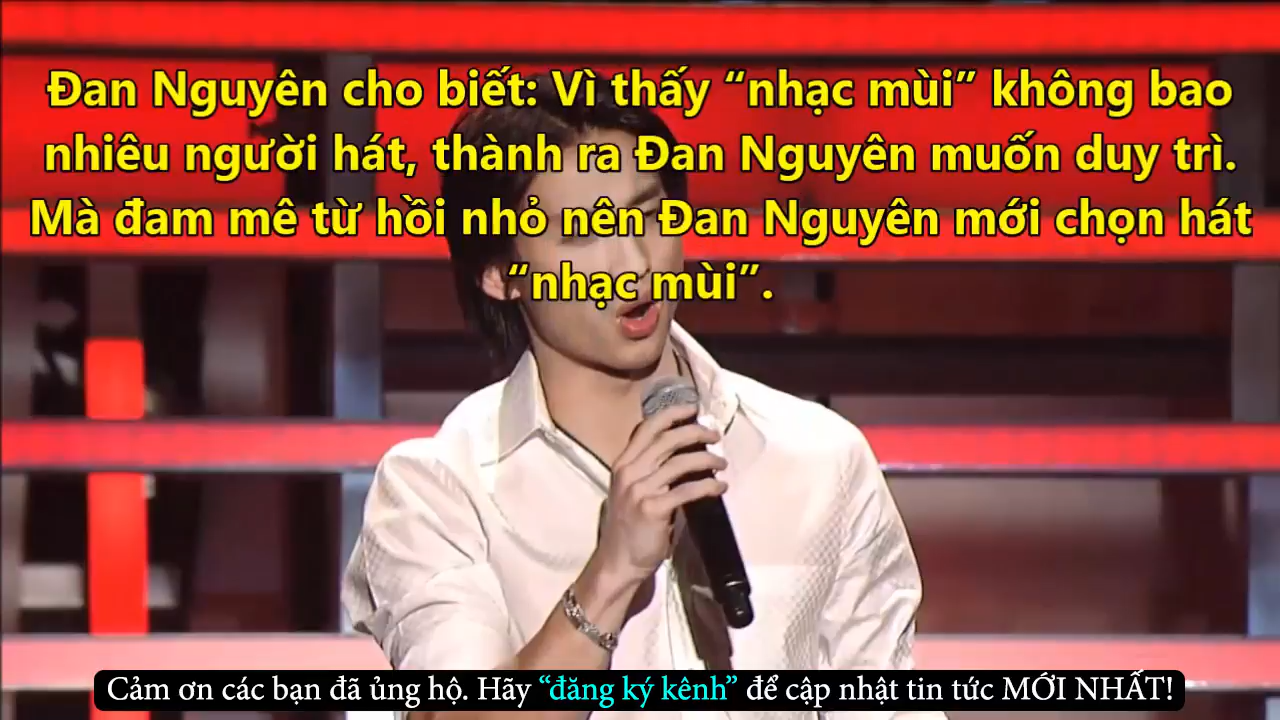 Đan Nguyên cho biết: Vì thấy “nhạc mùi” không bao
nhiêu người hát, thành ra Đan Nguyên muốn duy trì.
Mà đam mê từ hồi nhỏ nên Đan Nguyên mới chọn hát
“nhạc mùi”.
Cảm ơn các bạn đã ủng hộ. Hãy “đăng ký kênh” để cập nhật tin tức MỚI NHẤT!